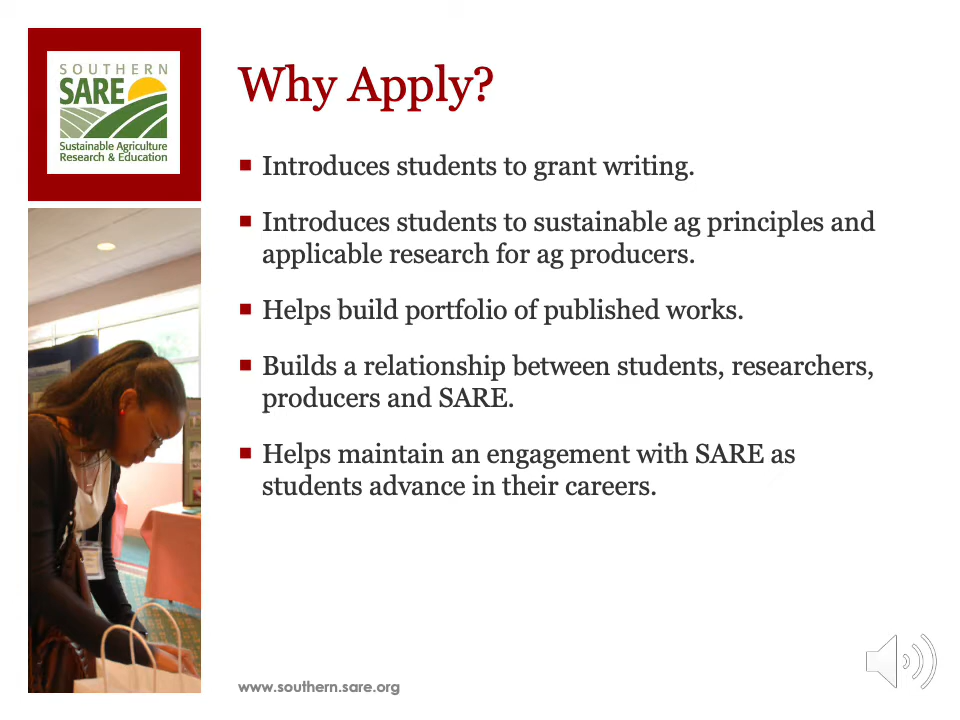 SOUTHERN
SARE
Sustainable Agriculture
Research & Education
Why Apply?
Introduces students to grant writing.
Introduces students to sustainable ag principles and
applicable research for ag producers.
Helps build portfolio of published works.
Builds a relationship between students, researchers,
producers and SARE.
Helps maintain an engagement with SARE as
students advance in their careers.
www.southern.sare.org